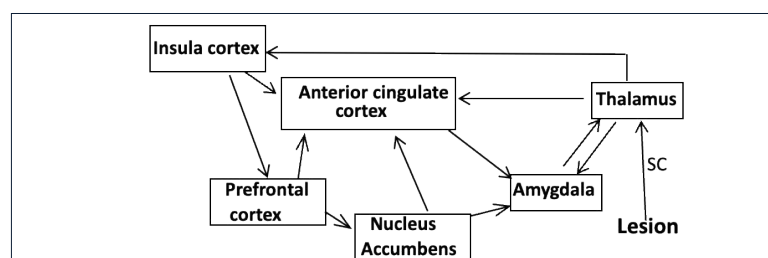 Insula cortex
Anterior cingulate
cortex
Thalamus
SC
Prefrontal
cortex
Amygdala
Nucleus
Accumbens
Lesion